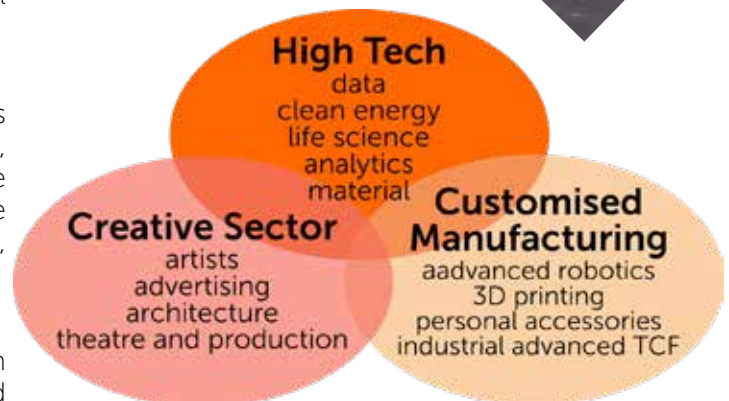 High Tech
data
clean energy
life science
analytics
material
Creative Sector
artists
advertising
architecture
theatre and production
Customised
Manufacturing
aadvanced robotics
3D printing
personal accessories
industrial advanced TCF